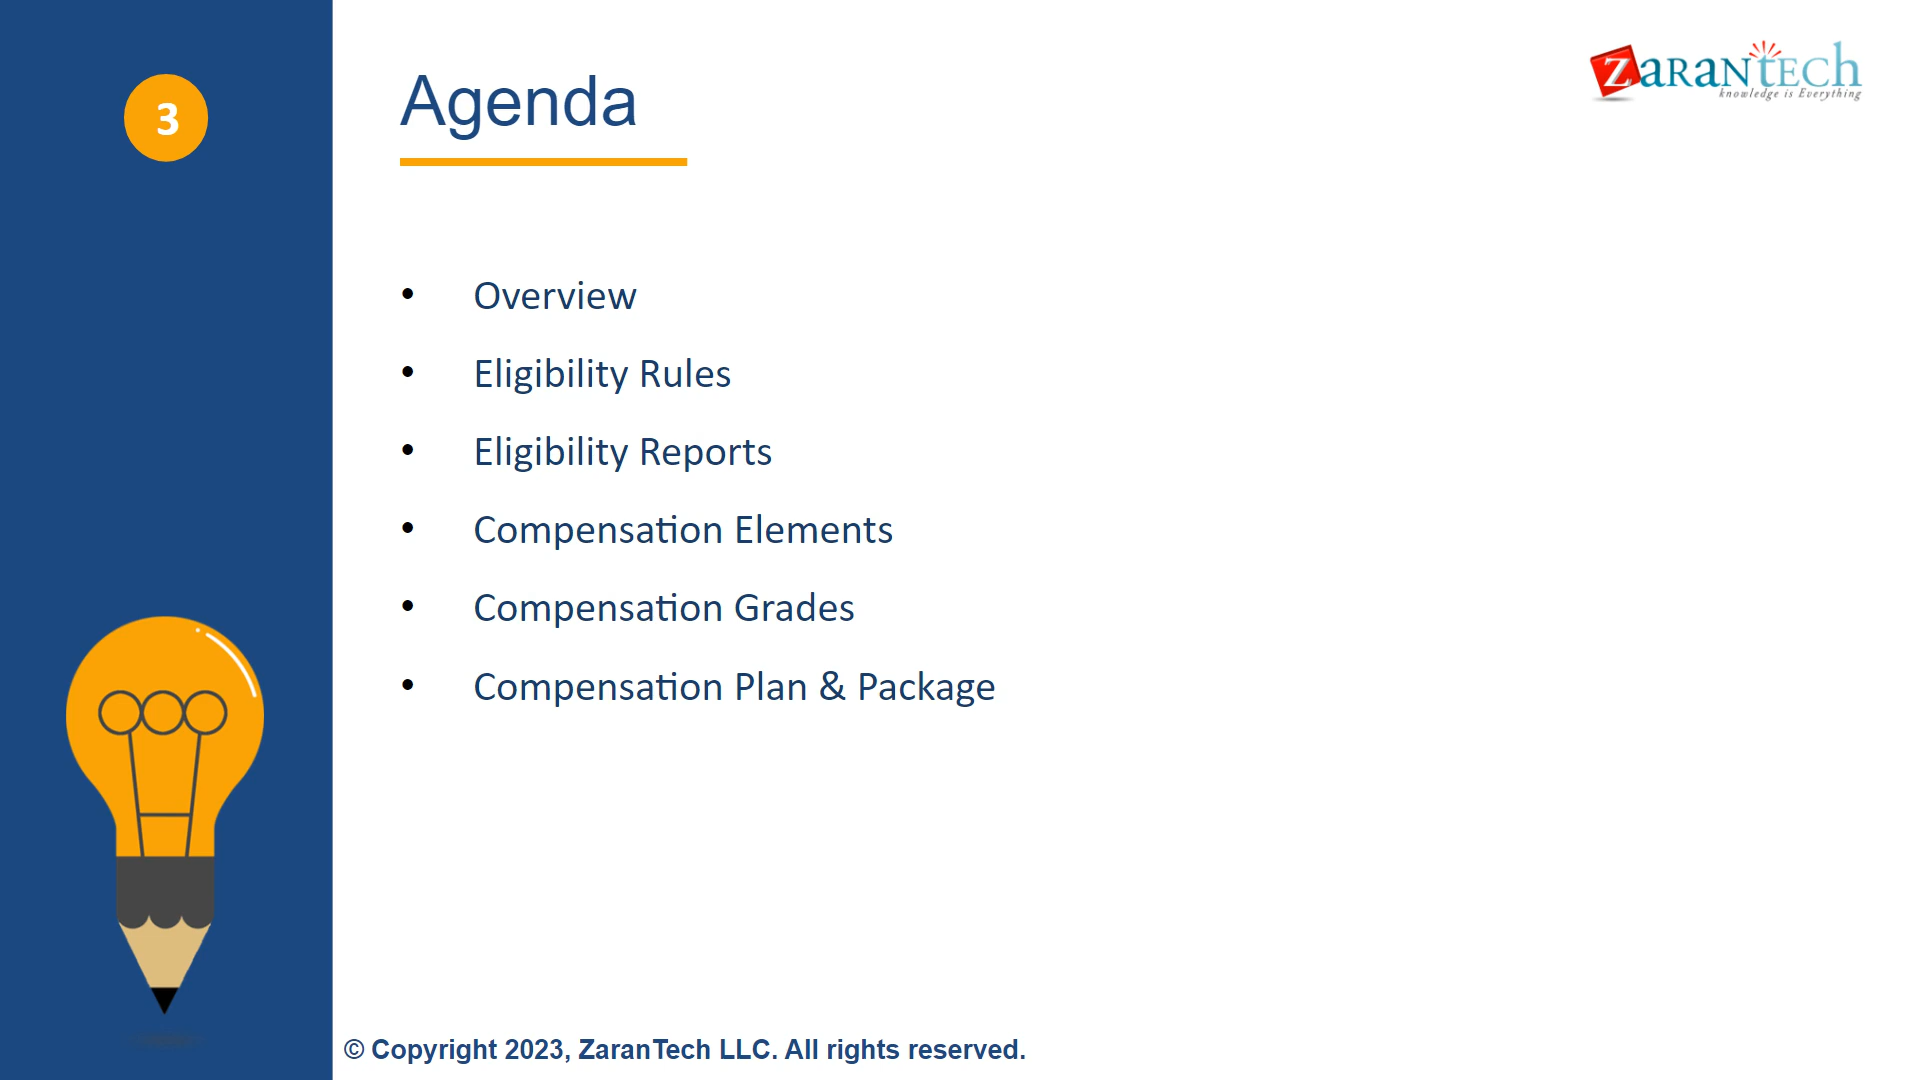 3
Agenda
ZaranTech
knowledge is Everything
• Overview
• Eligibility Rules
• Eligibility Reports
• Compensation Elements
• Compensation Grades
• Compensation Plan & Package
© Copyright 2023, ZaranTech LLC. All rights reserved.